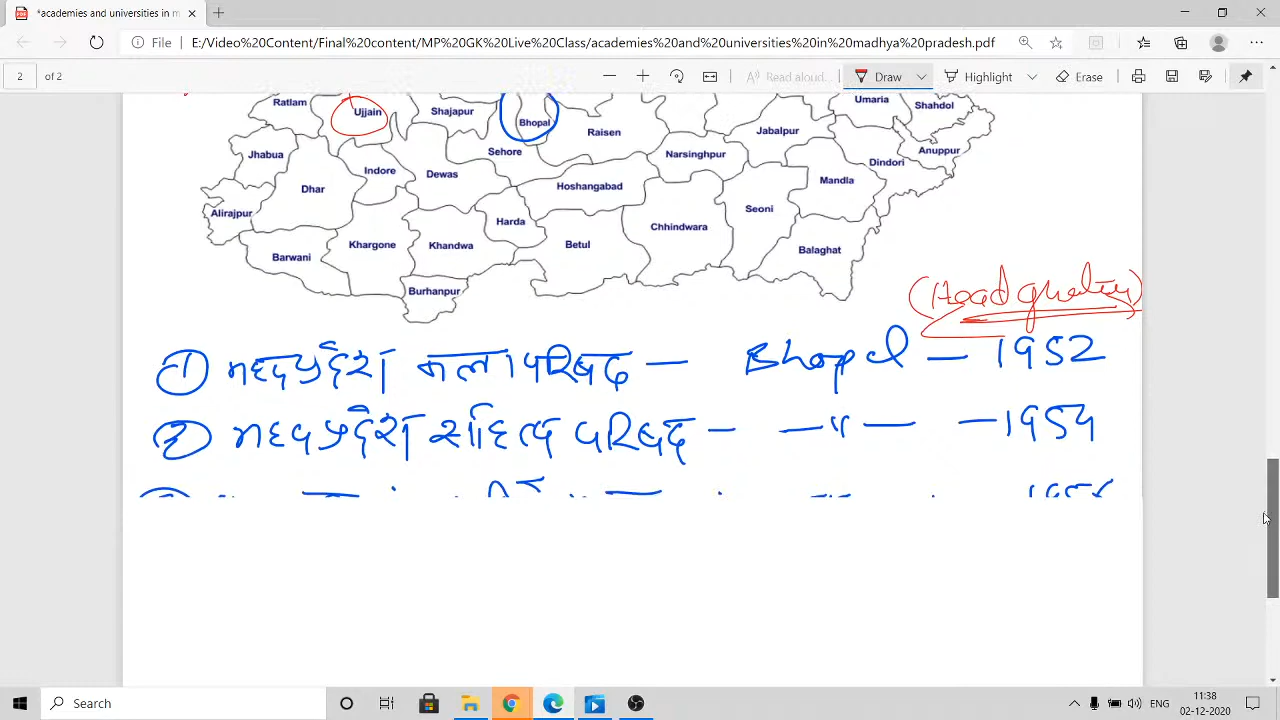 *academies and universities in m
File
E:/Video%20Content/Final%20content/MP%20GK%20Live%20Class/academies%20and%20universities%20in%20madhya%20pradesh.pdf
2 of 2
Read aloud
Draw
Highlight
Erase
Ratlam
Ujjain
Shajapur
Bhopal
Raisen
Jabalpur
Umaria
Shahdol
Jhabua
Indore
Dewas
Sehore
Narsinghpur
Dindori
Anuppur
Dhar
Hoshangabad
Mandla
Alirajpur
Harda
Seoni
Chhindwara
Barwani
Khargone
Khandwa
Betul
Balaghat
Burhanpur
(Headquarters)
① मध्यप्रदेश कला परिषद — Bhopal — 1952
② मध्यप्रदेश साहित्य परिषद — —〃— — 1954
Search
ENG
11:38
02-12-2020